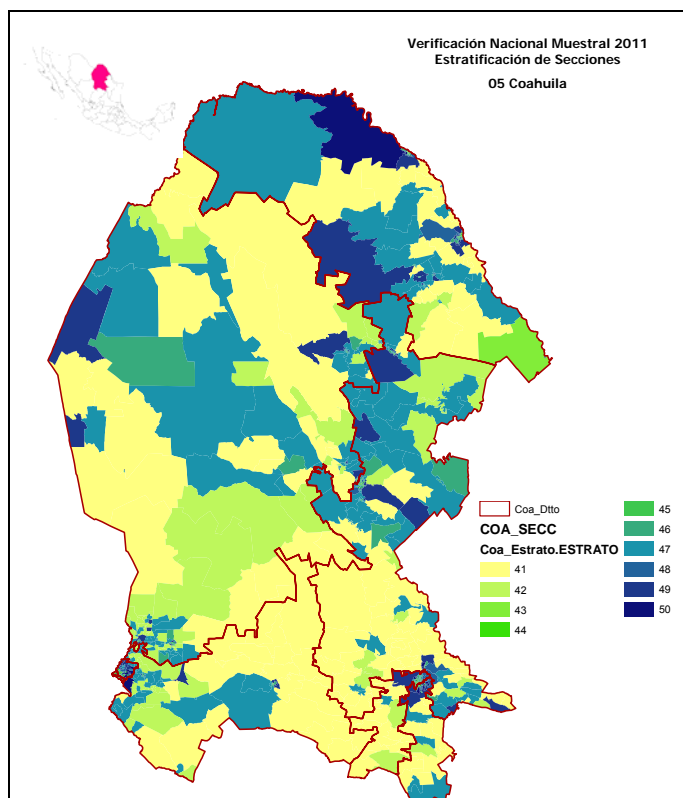 Verificación Nacional Muestral 2011
Estratificación de Secciones
05 Coahuila
Coa_Dtto
COA_SECC
Coa_Estrato.ESTRATO
41
42
43
44
45
46
47
48
49
50